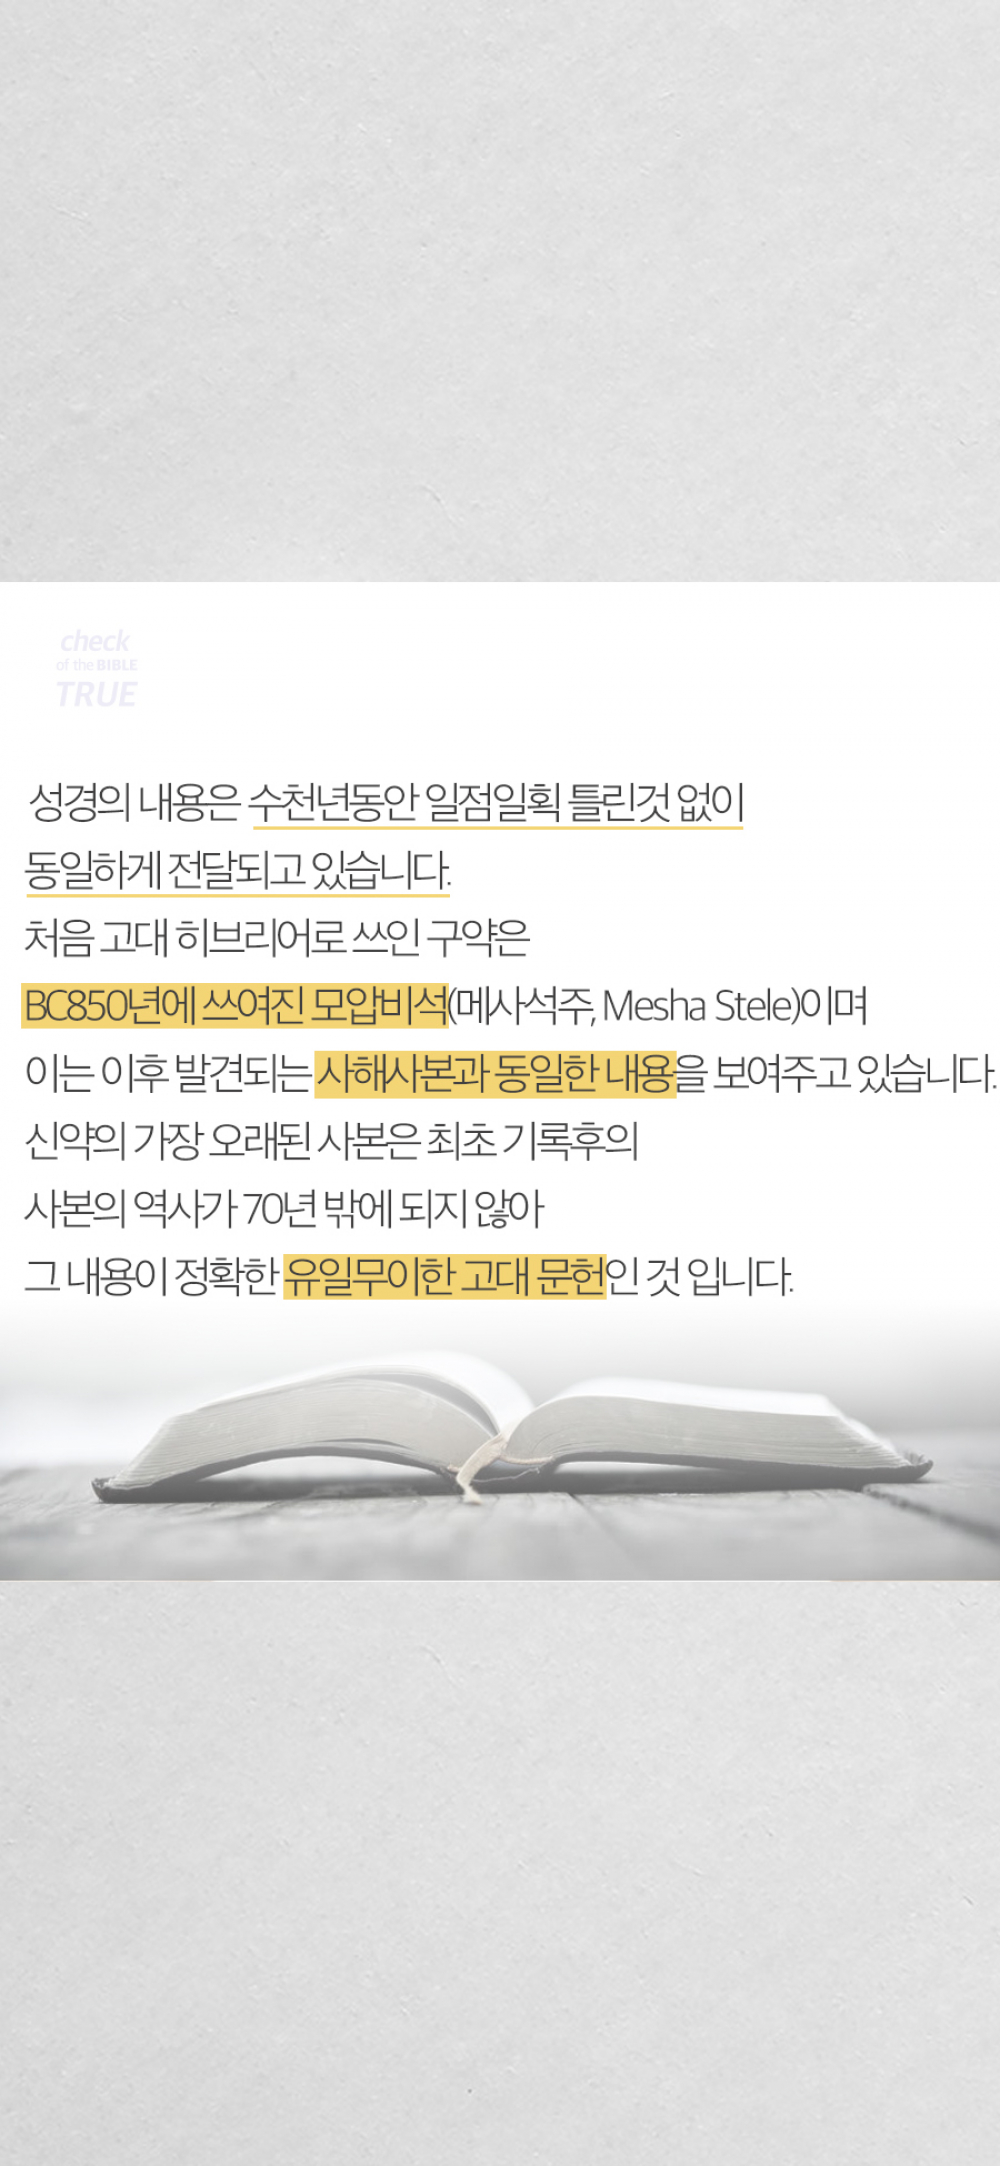 check
of the BIBLE
TRUE
성경의 내용은 수천년동안 일점일획 틀린것 없이
동일하게 전달되고 있습니다.
처음 고대 히브리어로 쓰인 구약은
BC850년에 쓰여진 모압비석(메사석주, Mesha Stele)이며
이는 이후 발견되는 사해사본과 동일한 내용을 보여주고 있습니다.
신약의 가장 오래된 사본은 최초 기록후의
사본의 역사가 70년 밖에 되지 않아
그 내용이 정확한 유일무이한 고대 문헌인 것 입니다.